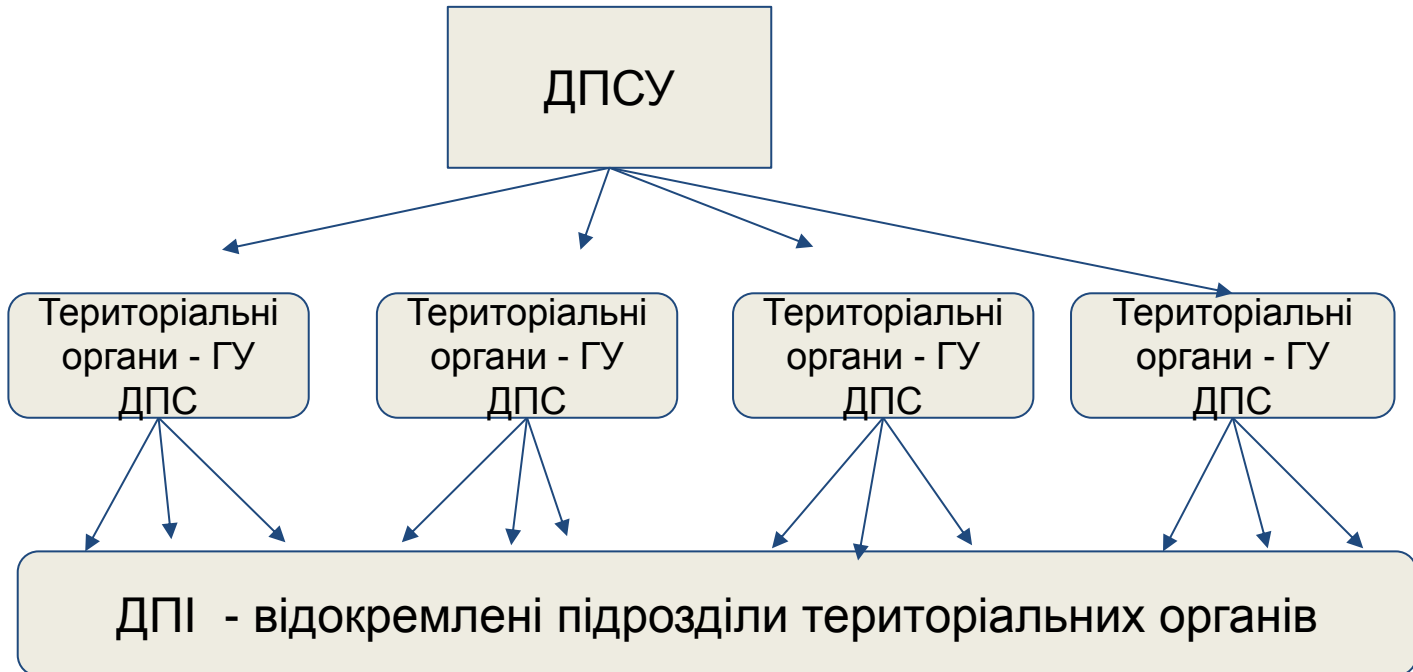 ДПСУ
Територіальні
органи - ГУ
ДПС
Територіальні
органи - ГУ
ДПС
Територіальні
органи - ГУ
ДПС
Територіальні
органи - ГУ
ДПС
ДПІ - відокремлені підрозділи територіальних органів